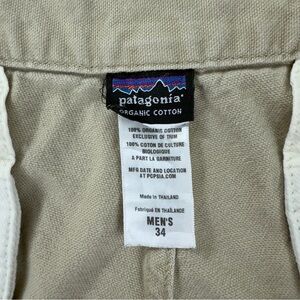 patagonia®
ORGANIC COTTON
100% ORGANIC COTTON
EXCLUSIVE OF TRIM
100% COTON DE CULTURE
BIOLOGIQUE
A PART LA GARNITURE
MFG DATE AND LOCATION
AT PCPSIA.COM
Made in THAILAND
Fabriqué EN THAÏLANDE
MEN'S
34